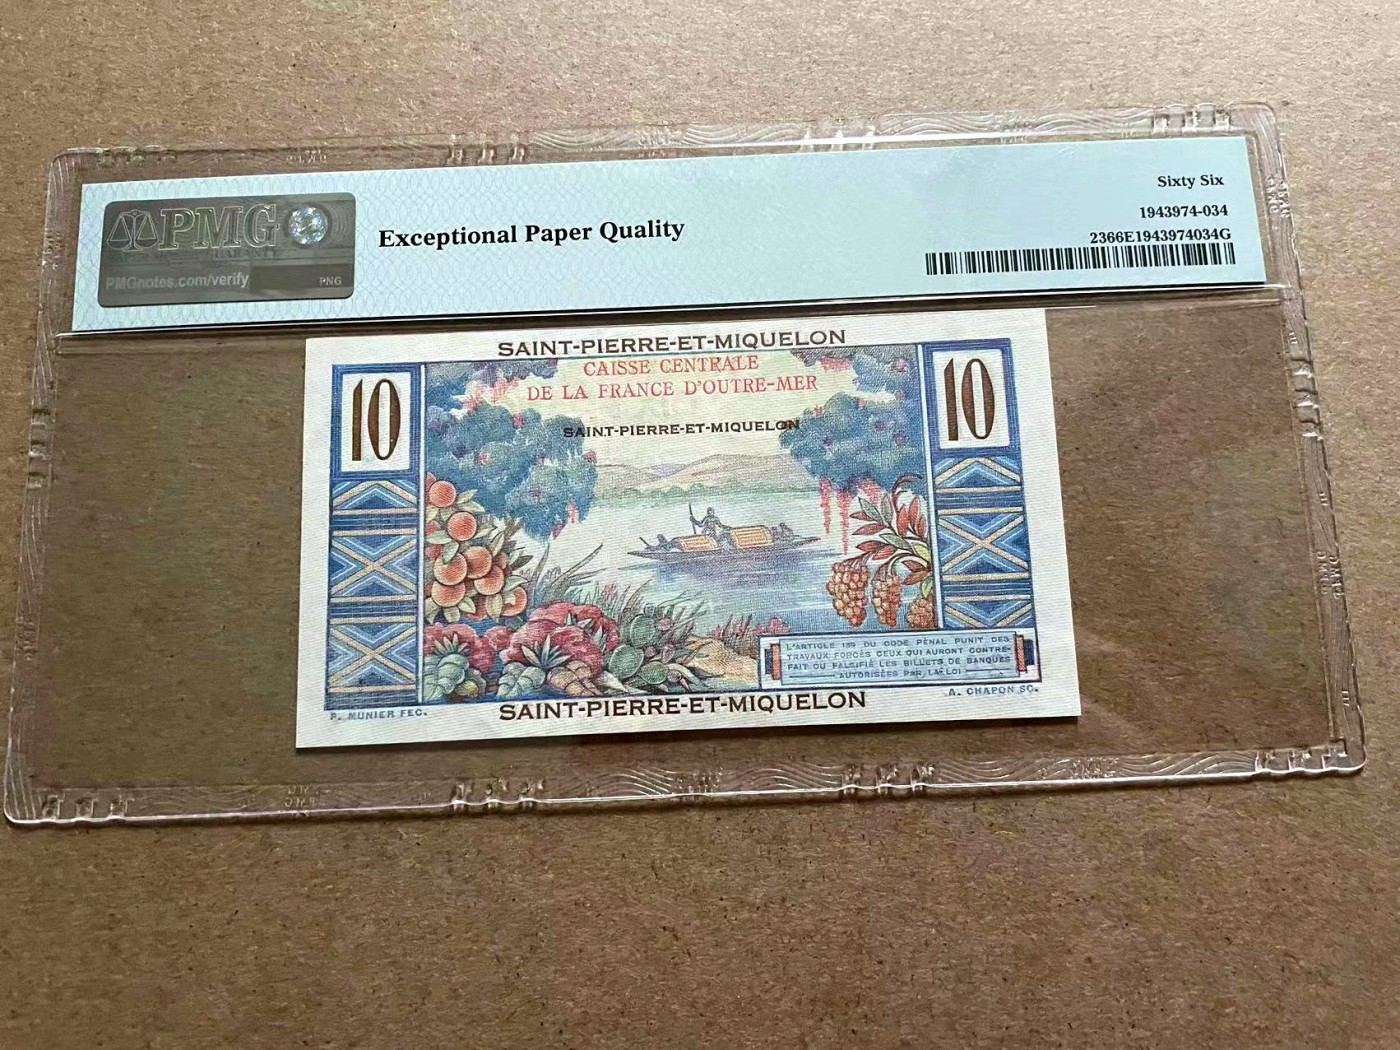 PMG
PMGnotes.com/verify
PNG
Exceptional Paper Quality
Sixty Six
1943974-034
2366E1943974034G
SAINT-PIERRE-ET-MIQUELON
CAISSE CENTRALE
DE LA FRANCE D'OUTRE-MER
SAINT-PIERRE-ET-MIQUELON
10
10
L'ARTICLE 139 DU CODE PÉNAL PUNIT DES
TRAVAUX FORCÉS CEUX QUI AURONT CONTRE-
FAIT OU FALSIFIÉ LES BILLETS DE BANQUES
AUTORISÉES PAR LA LOI
P. MUNIER FEC.
SAINT-PIERRE-ET-MIQUELON
A. CHAPON SC.